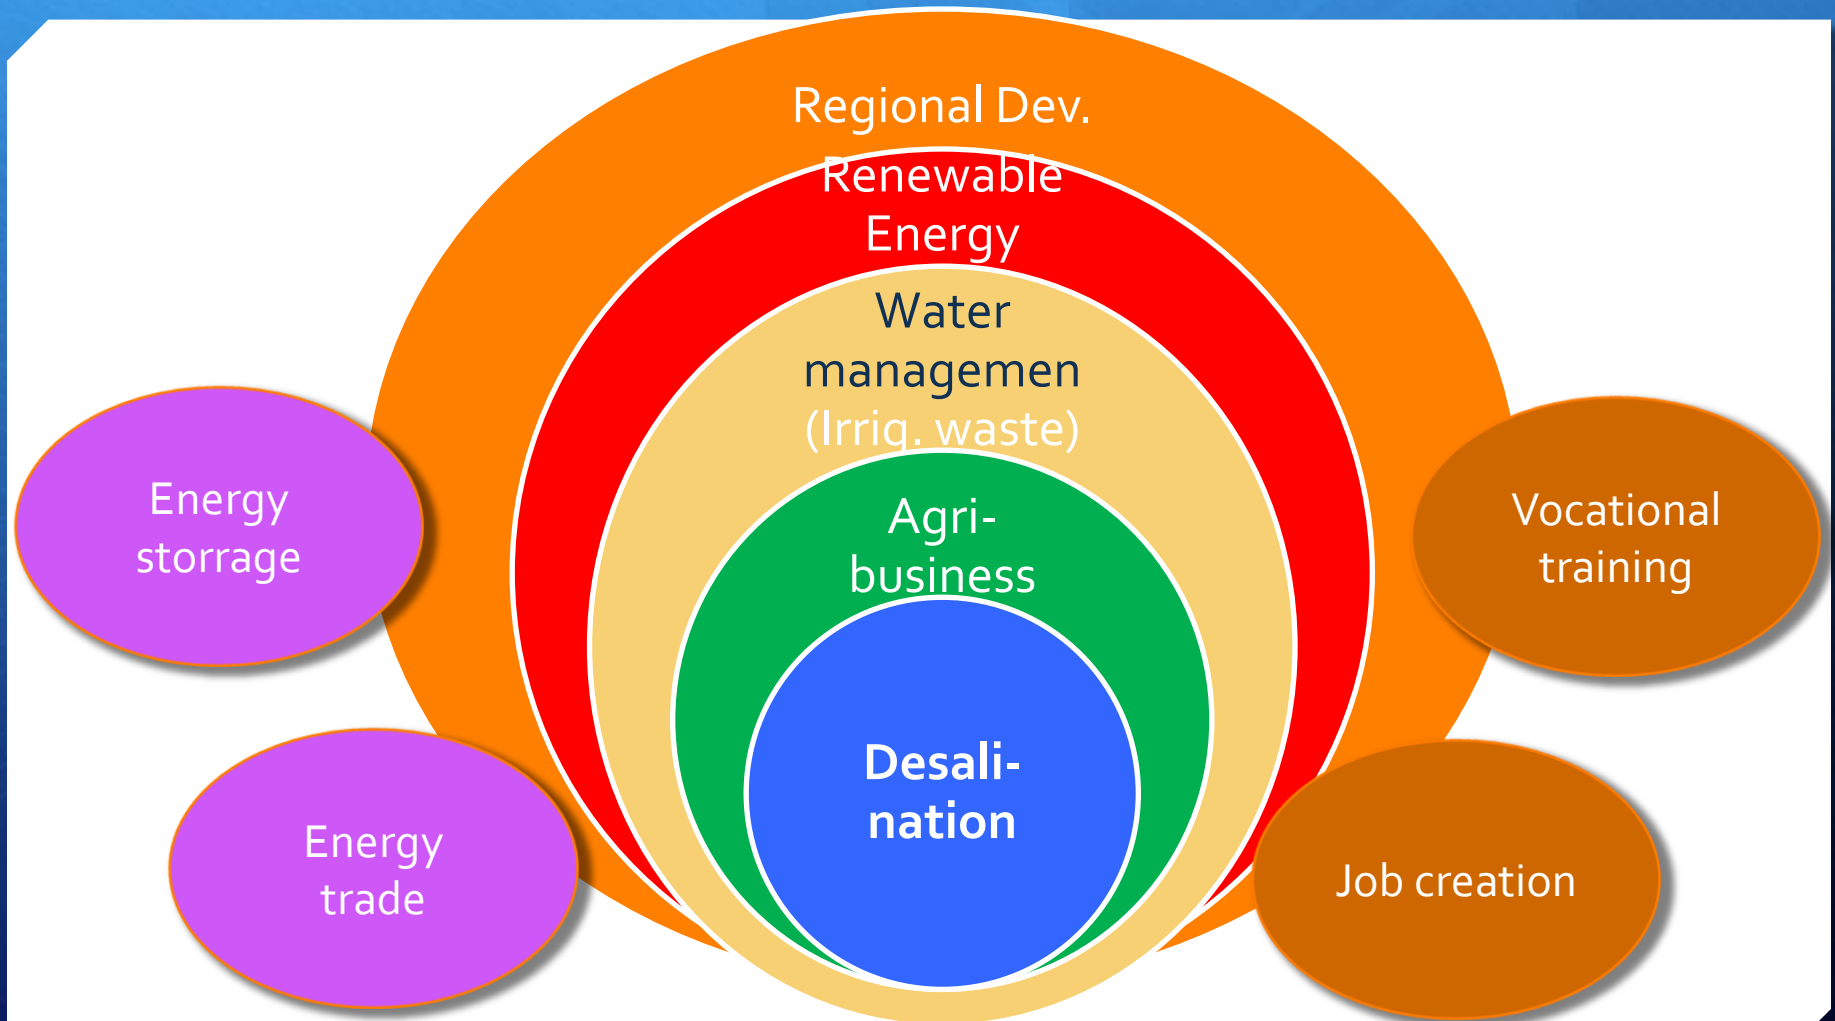 Regional Dev.
Renewable
Energy
Water
managemen
(Irrig. waste)
Agri-
business
Desali-
nation
Energy
storrage
Energy
trade
Vocational
training
Job creation